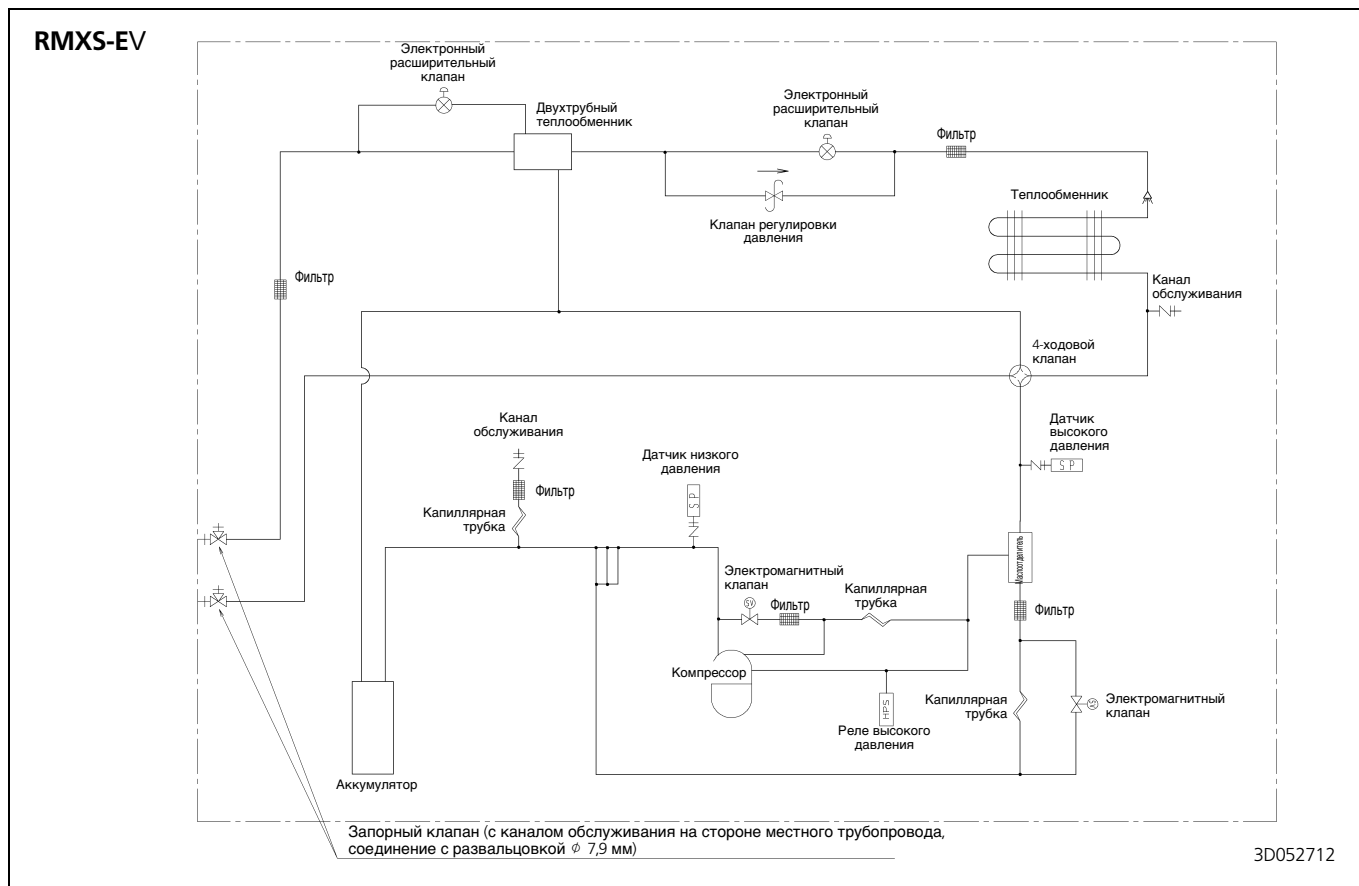 RMXS-EV
Электронный
расширительный
клапан
Двухтрубный
теплообменник
Электронный
расширительный
клапан
Фильтр
Теплообменник
Клапан регулировки
давления
Фильтр
Канал
обслуживания
4-ходовой
клапан
Канал
обслуживания
Датчик низкого
давления
Датчик
высокого
давления
S P
S P
Фильтр
Капиллярная
трубка
Маслоотделитель
Электромагнитный
клапан
SV
Фильтр
Капиллярная
трубка
Фильтр
Компрессор
HPS
Реле высокого
давления
Капиллярная
трубка
SV
Электромагнитный
клапан
Аккумулятор
Запорный клапан (с каналом обслуживания на стороне местного трубопровода,
соединение с развальцовкой ϕ 7,9 мм)
3D052712